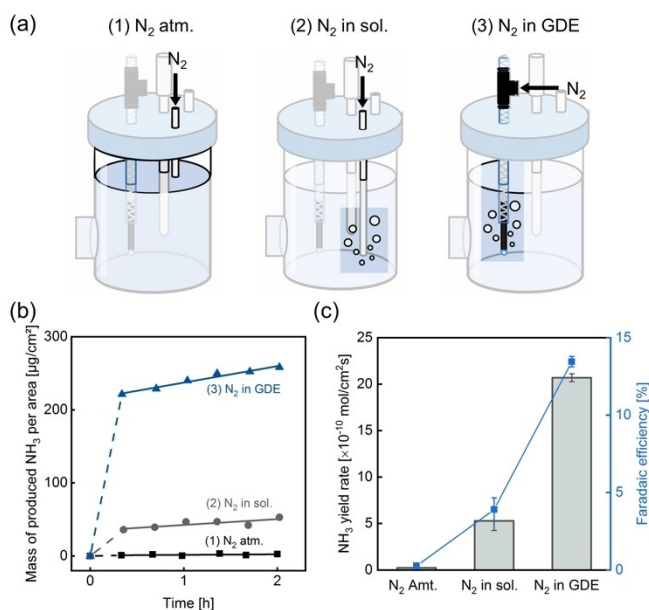 (a)
(1) N₂ atm.
(2) N₂ in sol.
(3) N₂ in GDE
N₂
N₂
N₂
(b)
Mass of produced NH₃ per area [μg/cm²]
300
200
100
0
(3) N₂ in GDE
(2) N₂ in sol.
(1) N₂ atm.
0
1
2
Time [h]
(c)
NH₃ yield rate [×10⁻¹⁰ mol/cm²s]
25
20
15
10
5
0
15
10
5
0
Faradaic efficiency [%]
N₂ Amt.
N₂ in sol.
N₂ in GDE